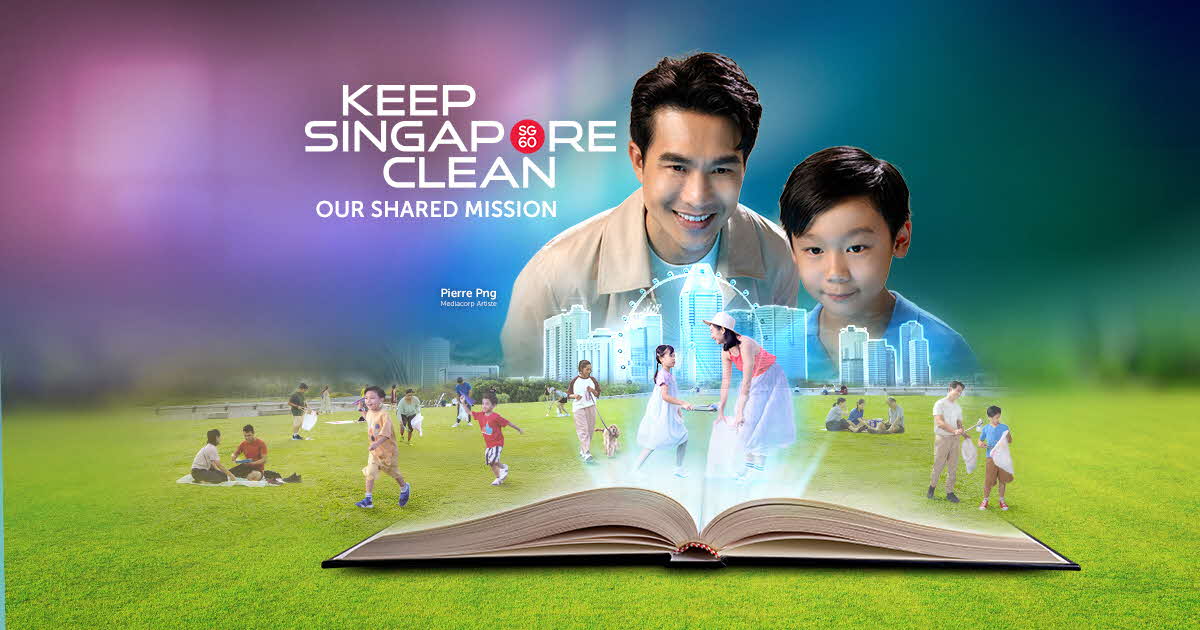 KEEP
SINGAPORE
SG
60
CLEAN
OUR SHARED MISSION
Pierre Png
Mediacorp Artiste